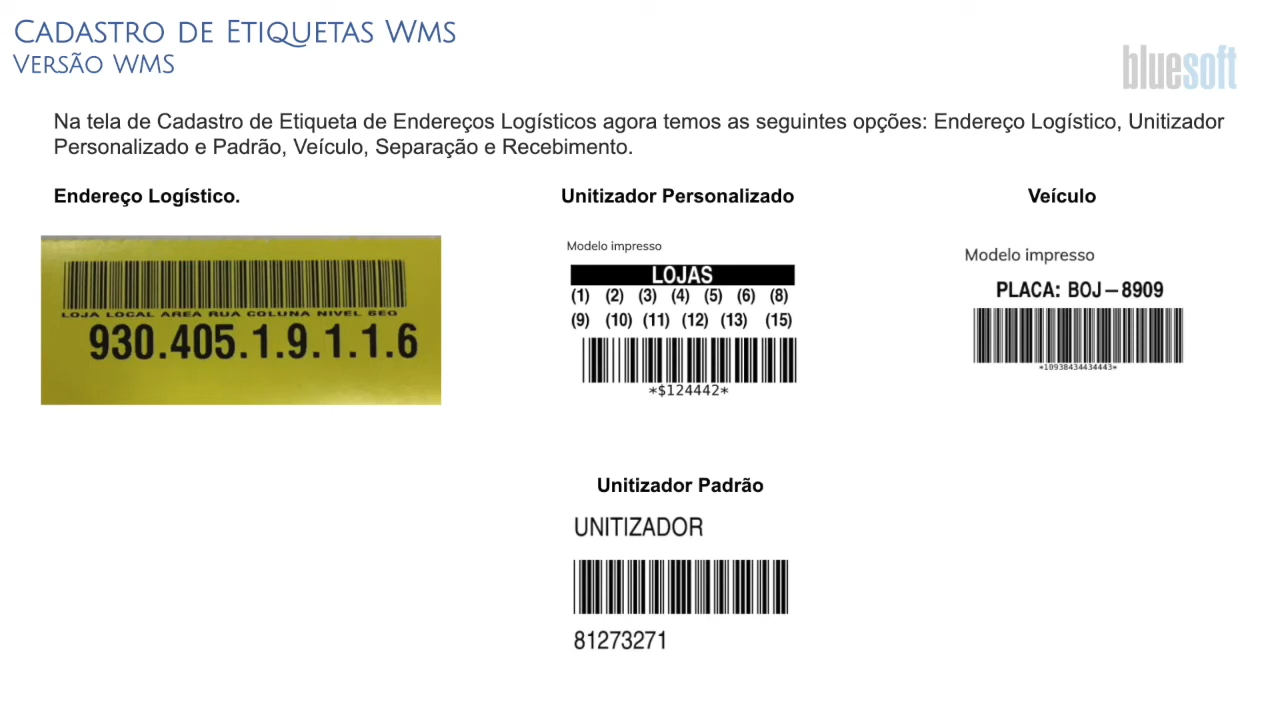 CADASTRO DE ETIQUETAS WMS
VERSÃO WMS
bluesoft
Na tela de Cadastro de Etiqueta de Endereços Logísticos agora temos as seguintes opções: Endereço Logístico, Unitizador
Personalizado e Padrão, Veículo, Separação e Recebimento.
Endereço Logístico.
LOJA LOCAL AREA RUA COLUNA NIVEL SEQ
930.405.1.9.1.1.6
Unitizador Personalizado
Modelo impresso
LOJAS
(1) (2) (3) (4) (5) (6) (8)
(9) (10) (11) (12) (13) (15)
*$124442*
Veículo
Modelo impresso
PLACA: BOJ-8909
*10938434434443*
Unitizador Padrão
UNITIZADOR
81273271